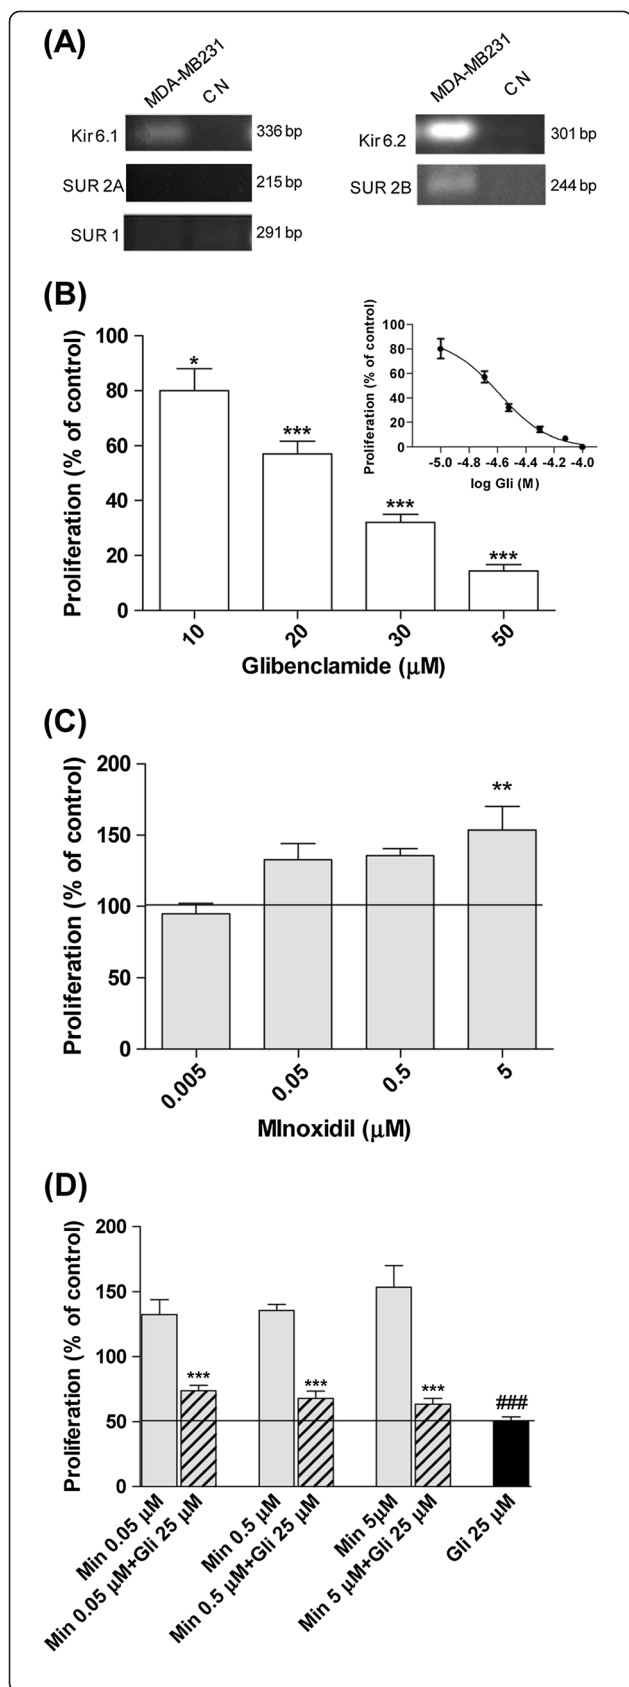 (A)
MDA-MB231
CN
Kir 6.1
336 bp
SUR 2A
215 bp
SUR 1
291 bp
MDA-MB231
CN
Kir 6.2
301 bp
SUR 2B
244 bp
(B)
Proliferation (% of control)
100
80
60
40
20
0
*
***
***
***
10
20
30
50
Glibenclamide (µM)
Proliferation (% of control)
100
80
60
40
20
0
-5.0 -4.8 -4.6 -4.4 -4.2 -4.0
log Gli (M)
(C)
Proliferation (% of control)
200
150
100
50
0
**
0.005
0.05
0.5
5
MInoxidil (µM)
(D)
Proliferation (% of control)
200
150
100
50
0
***
***
***
###
Min 0.05 µM
Min 0.05 µM+Gli 25 µM
Min 0.5 µM
Min 0.5 µM+Gli 25 µM
Min 5µM
Min 5 µM+Gli 25 µM
Gli 25 µM